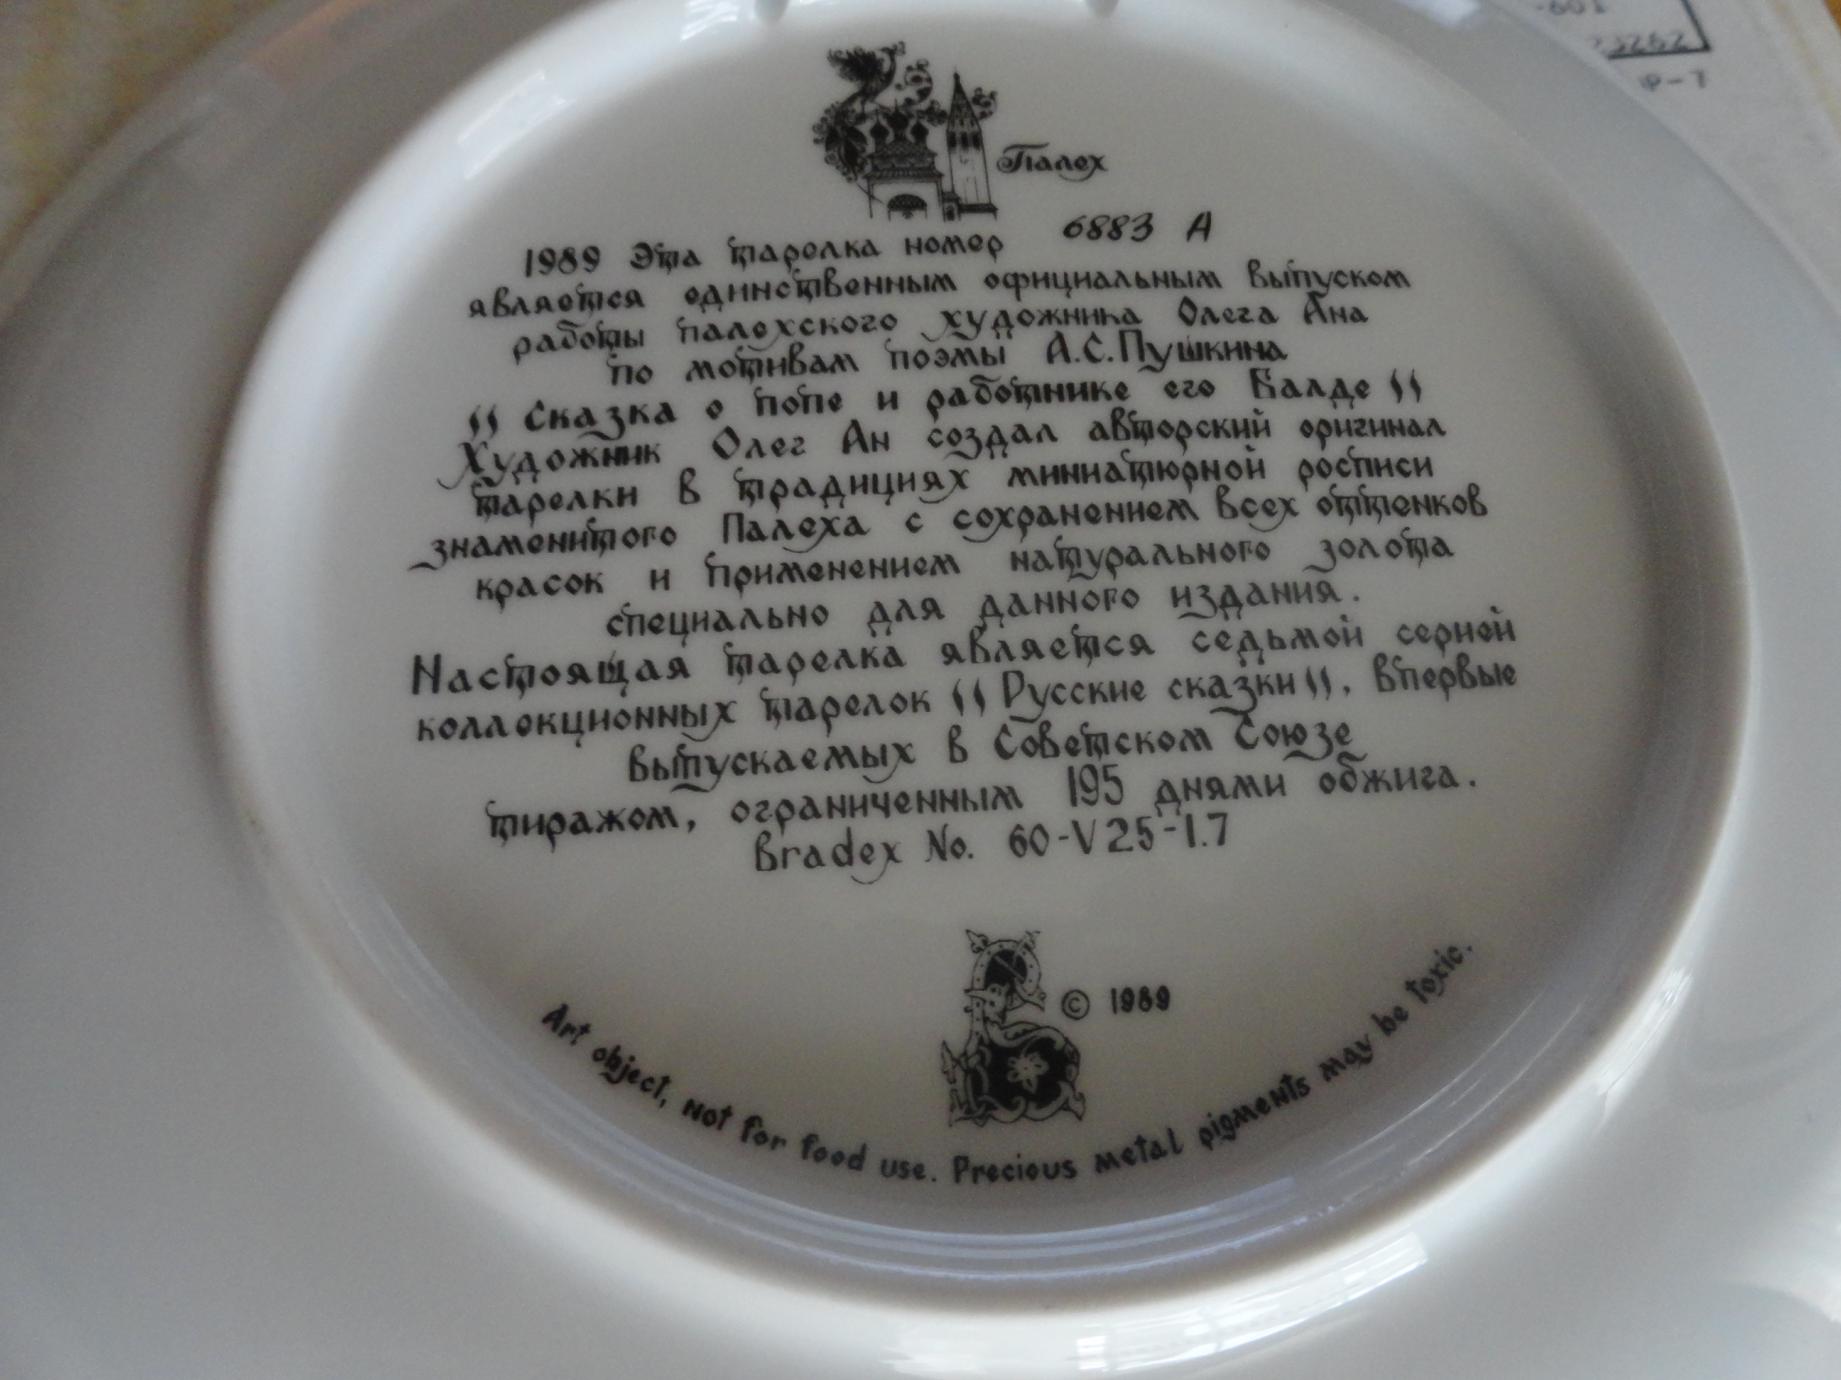 -601
23262
P-7
Палех
1989 Эта тарелка номер 6883 А
является единственным официальным выпуском
работы палехского художника Олега Ана
по мотивам поэмы А.С.Пушкина
"Сказка о попе и работнике его Балде"
Художник Олег Ан создал авторский оригинал
тарелки в традициях миниатюрной росписи
знаменитого Палеха с сохранением всех оттенков
красок и применением натурального золота
специально для данного издания.
Настоящая тарелка является седьмой серией
коллекционных тарелок "Русские сказки", впервые
выпускаемых в Советском Союзе
тиражом, ограниченным 195 днями обжига.
Bradex No. 60-V25-1.7
© 1989
Art object, not for food use. Precious metal pigments may be toxic.